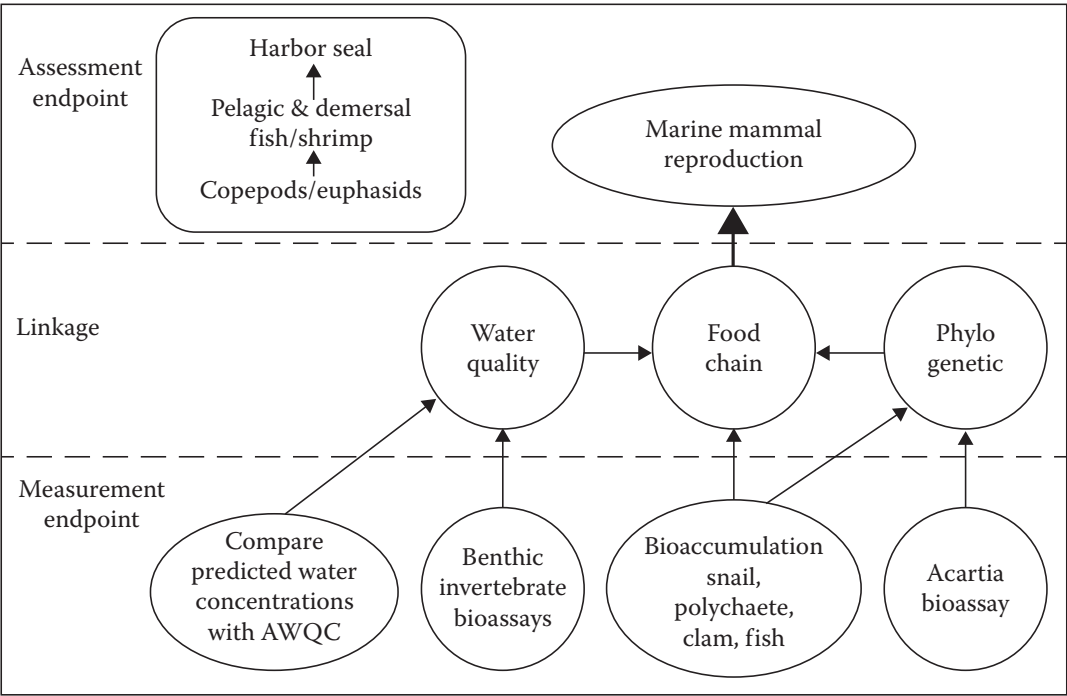 Assessment
endpoint
Harbor seal
Pelagic & demersal
fish/shrimp
Copepods/euphasids
Marine mammal
reproduction
Linkage
Water
quality
Food
chain
Phylo
genetic
Measurement
endpoint
Compare
predicted water
concentrations
with AWQC
Benthic
invertebrate
bioassays
Bioaccumulation
snail,
polychaete,
clam, fish
Acartia
bioassay